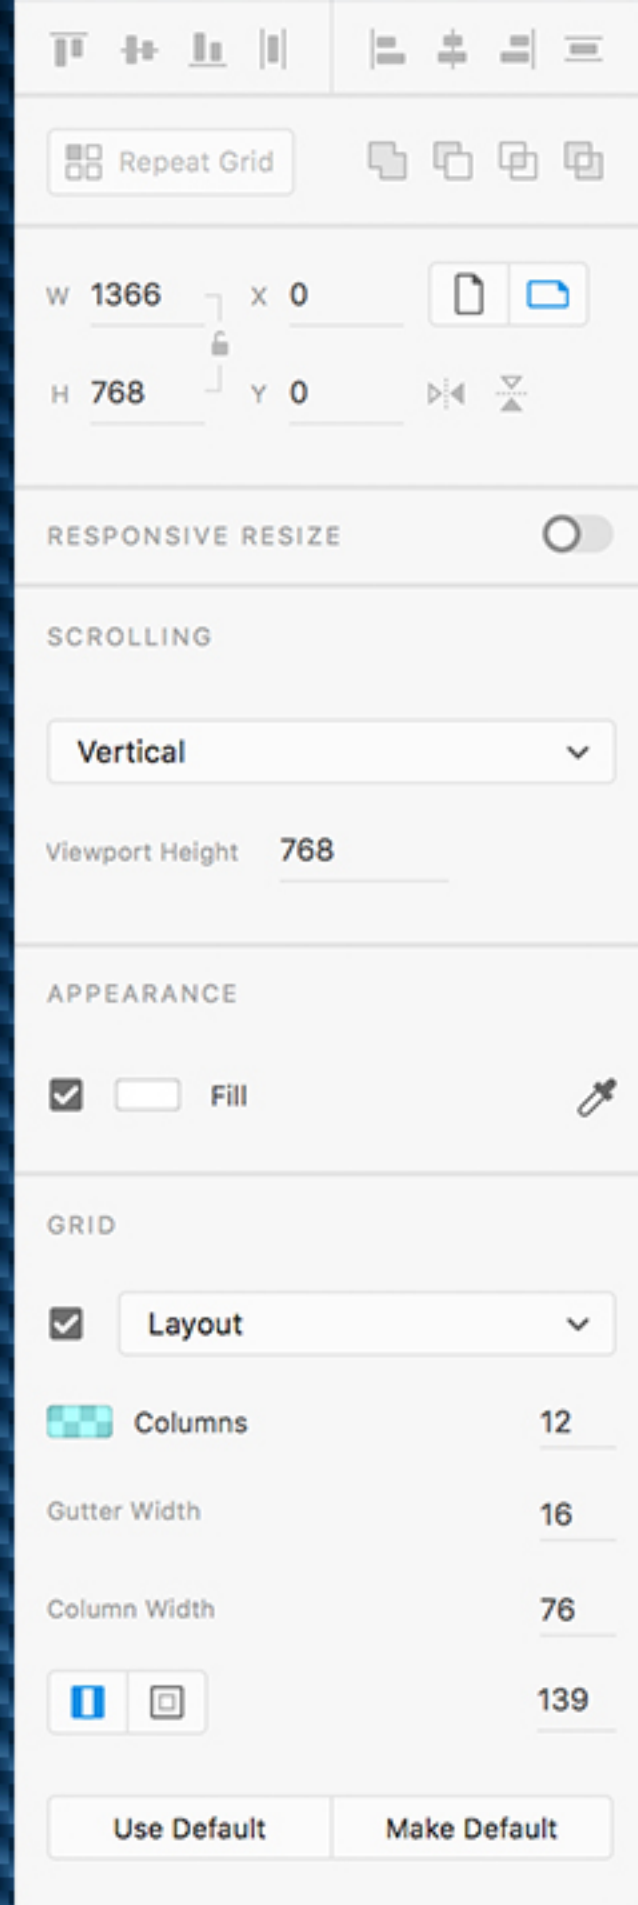 Repeat Grid
W 1366 X 0
H 768 Y 0
RESPONSIVE RESIZE
SCROLLING
Vertical
Viewport Height 768
APPEARANCE
Fill
GRID
Layout
Columns 12
Gutter Width 16
Column Width 76
139
Use Default Make Default